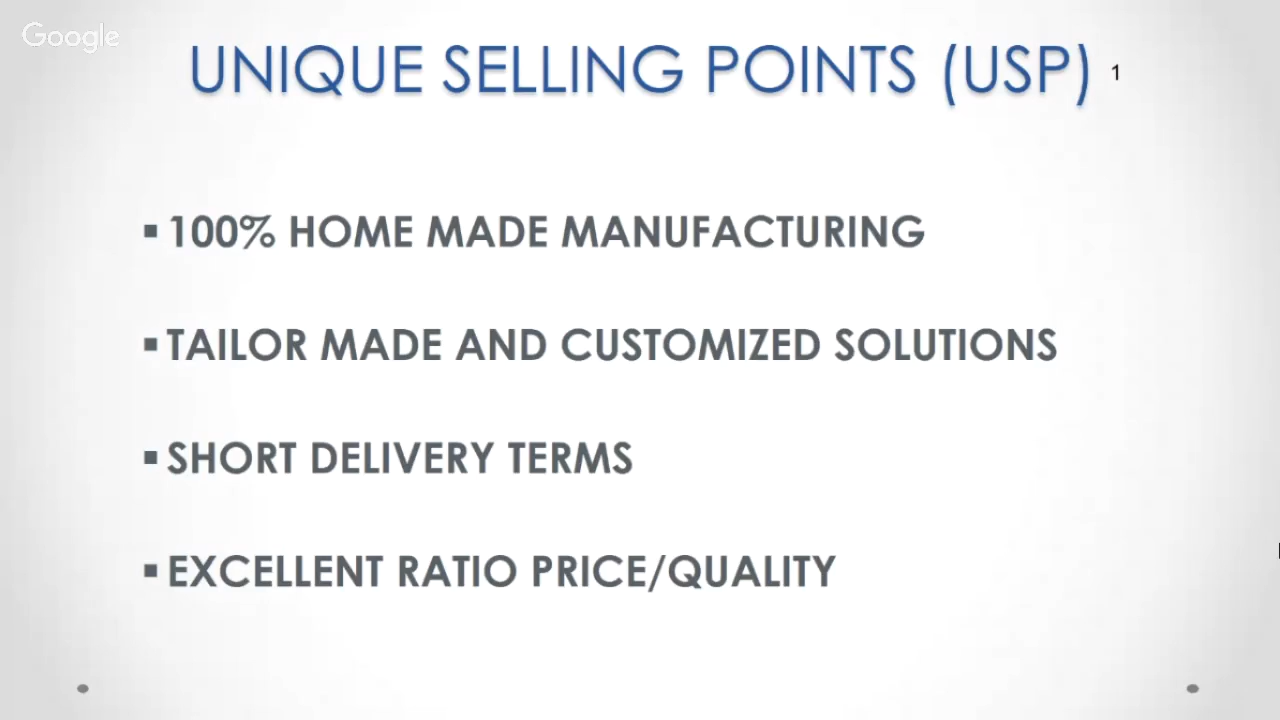 Google
UNIQUE SELLING POINTS (USP) 1
▪ 100% HOME MADE MANUFACTURING
▪ TAILOR MADE AND CUSTOMIZED SOLUTIONS
▪ SHORT DELIVERY TERMS
▪ EXCELLENT RATIO PRICE/QUALITY